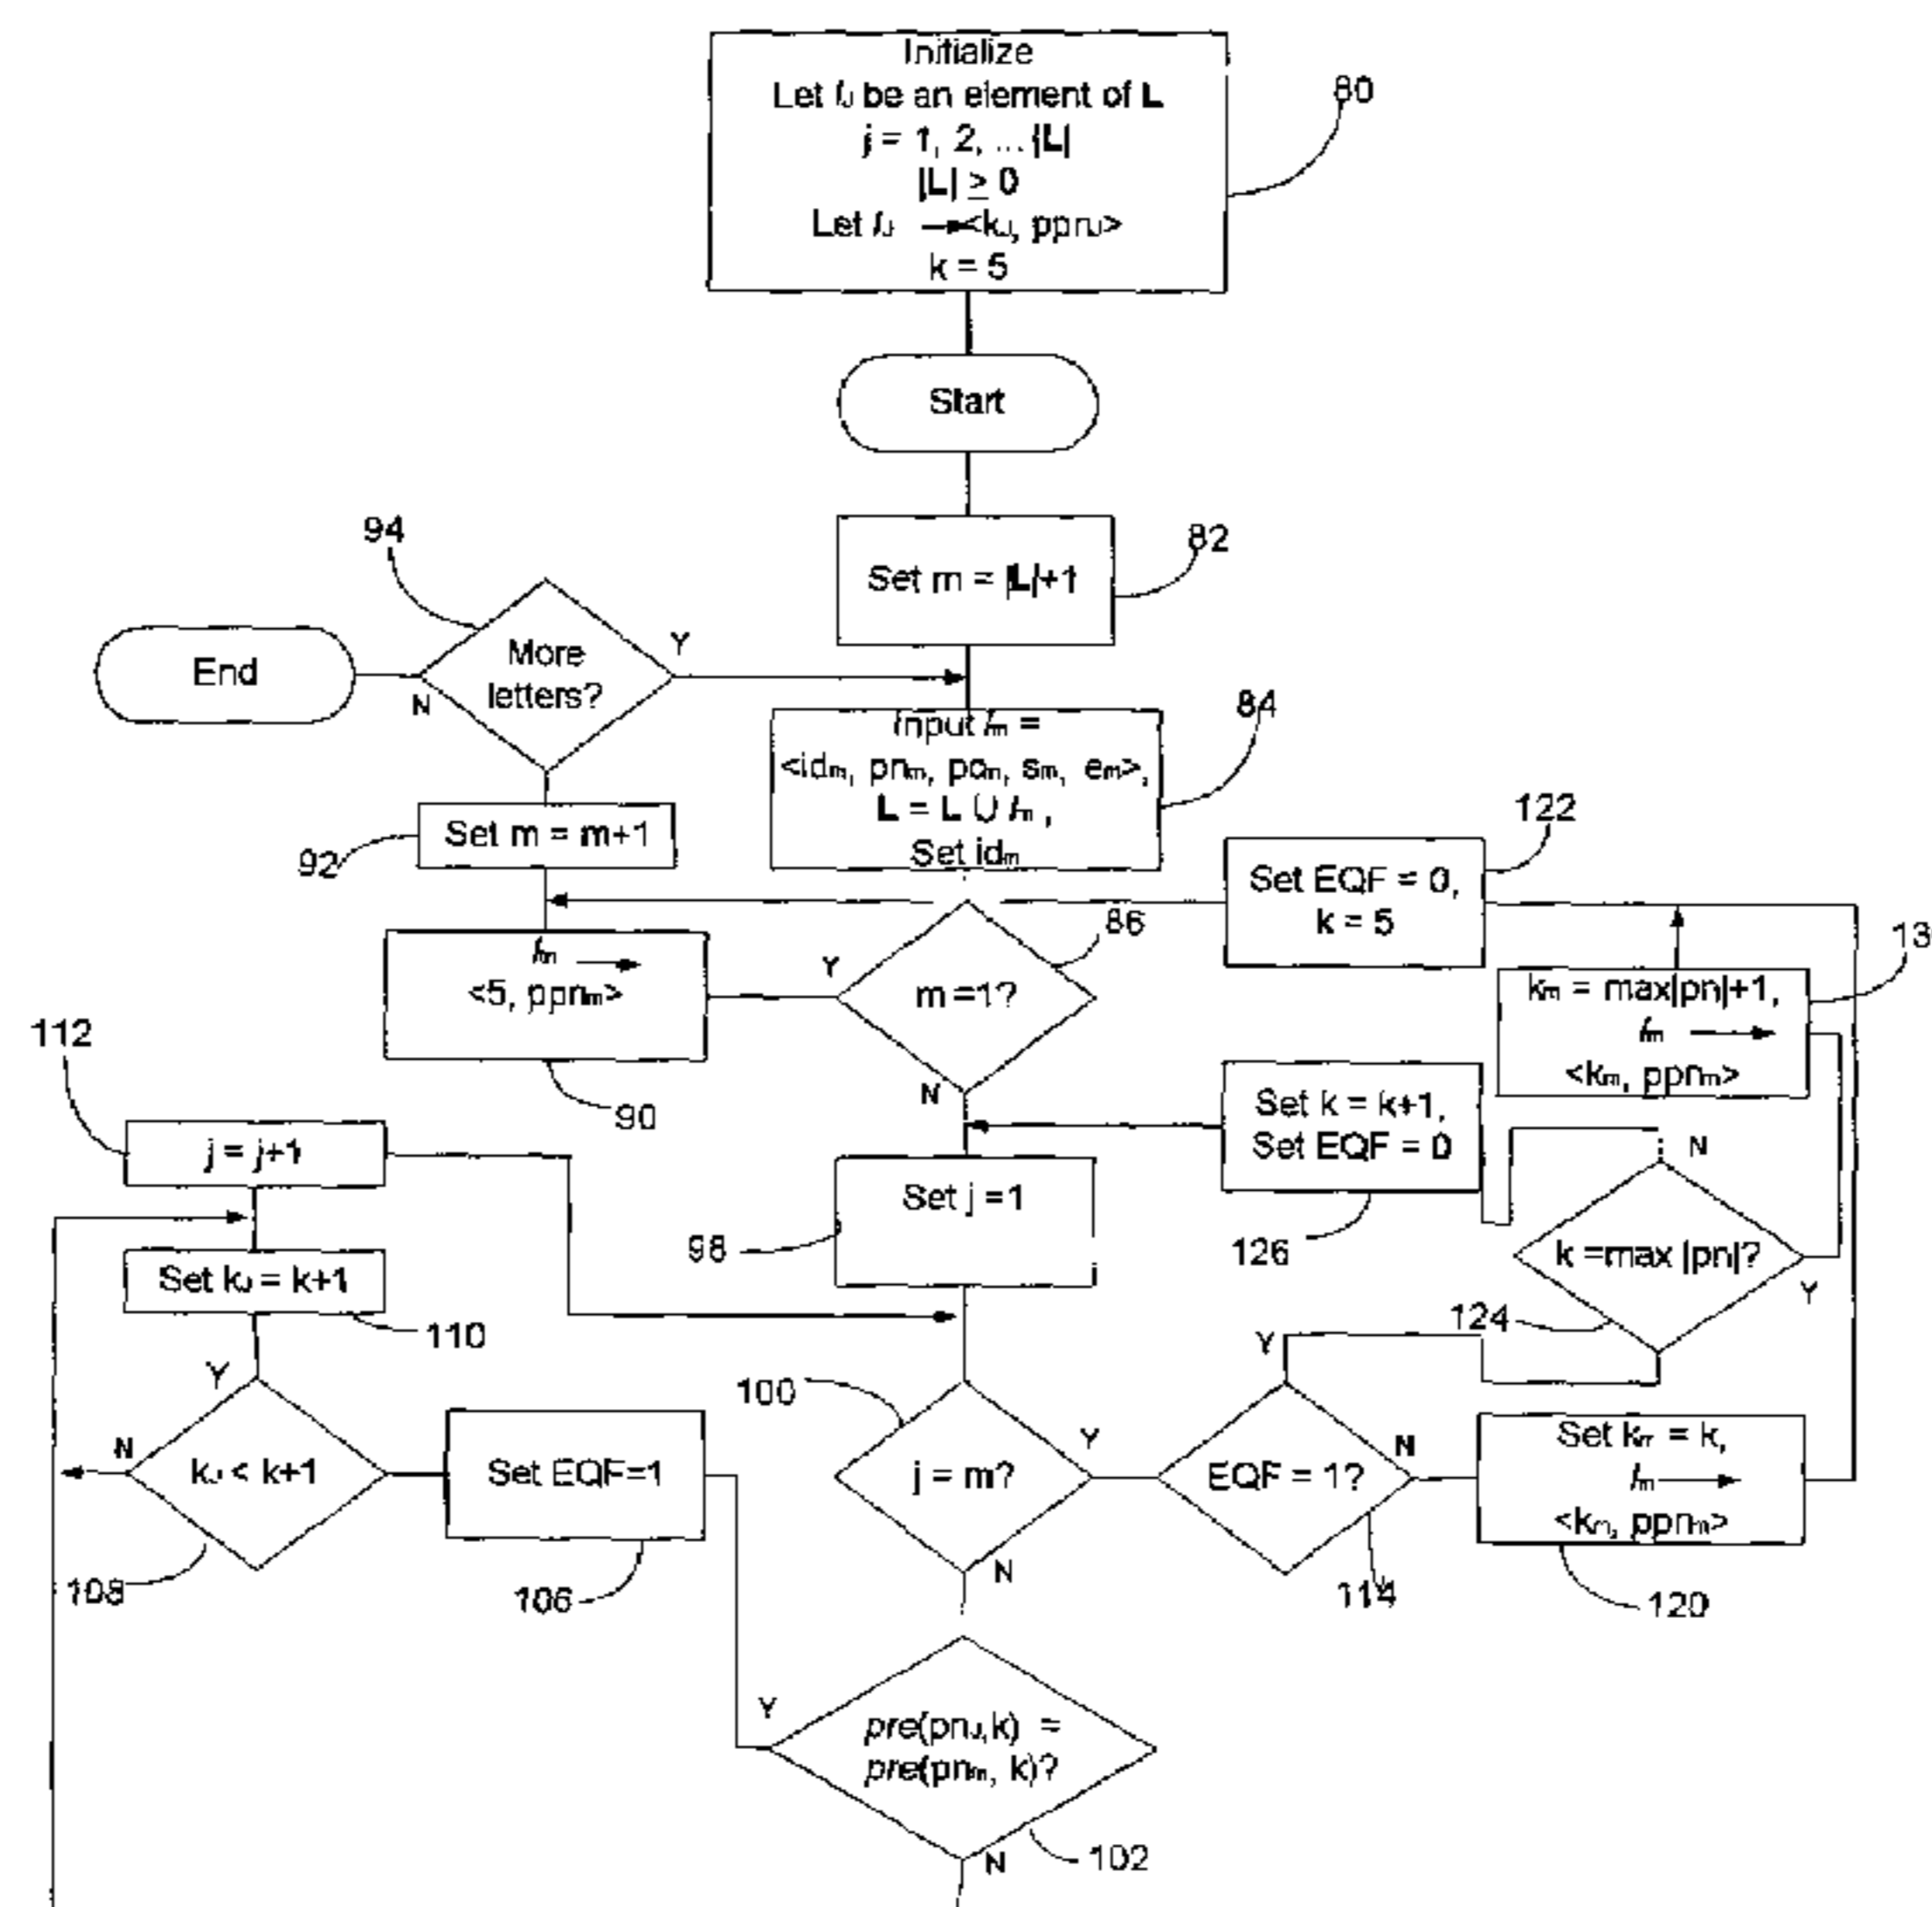 Initialize
Let lJ be an element of L
j = 1, 2, ... |L|
|L| ≥ 0
Let lJ → <kJ, ppnJ>
k = 5
80
Start
94
82
Set m = |L|+1
More
letters?
Y
N
End
84
Input lm =
<idm, pnm, pam, sm, em>,
L = L ∪ lm ,
Set idm
122
Set m = m+1
92
Set EQF = 0,
k = 5
86
lm →
<5, ppnm>
Y
m =1?
N
13
km = max|pn|+1,
lm →
<km, ppnm>
112
90
Set k = k+1,
Set EQF = 0
126
j = j+1
Set j =1
98
N
k =max |pn|?
Y
124
Set kJ = k+1
110
Y
100
Y
kJ < k+1
N
108
Set EQF=1
106
j = m?
Y
N
EQF = 1?
N
114
Set km = k,
lm →
<km, ppnm>
120
Y
pre(pnJ,k) =
pre(pnm, k)?
102
N